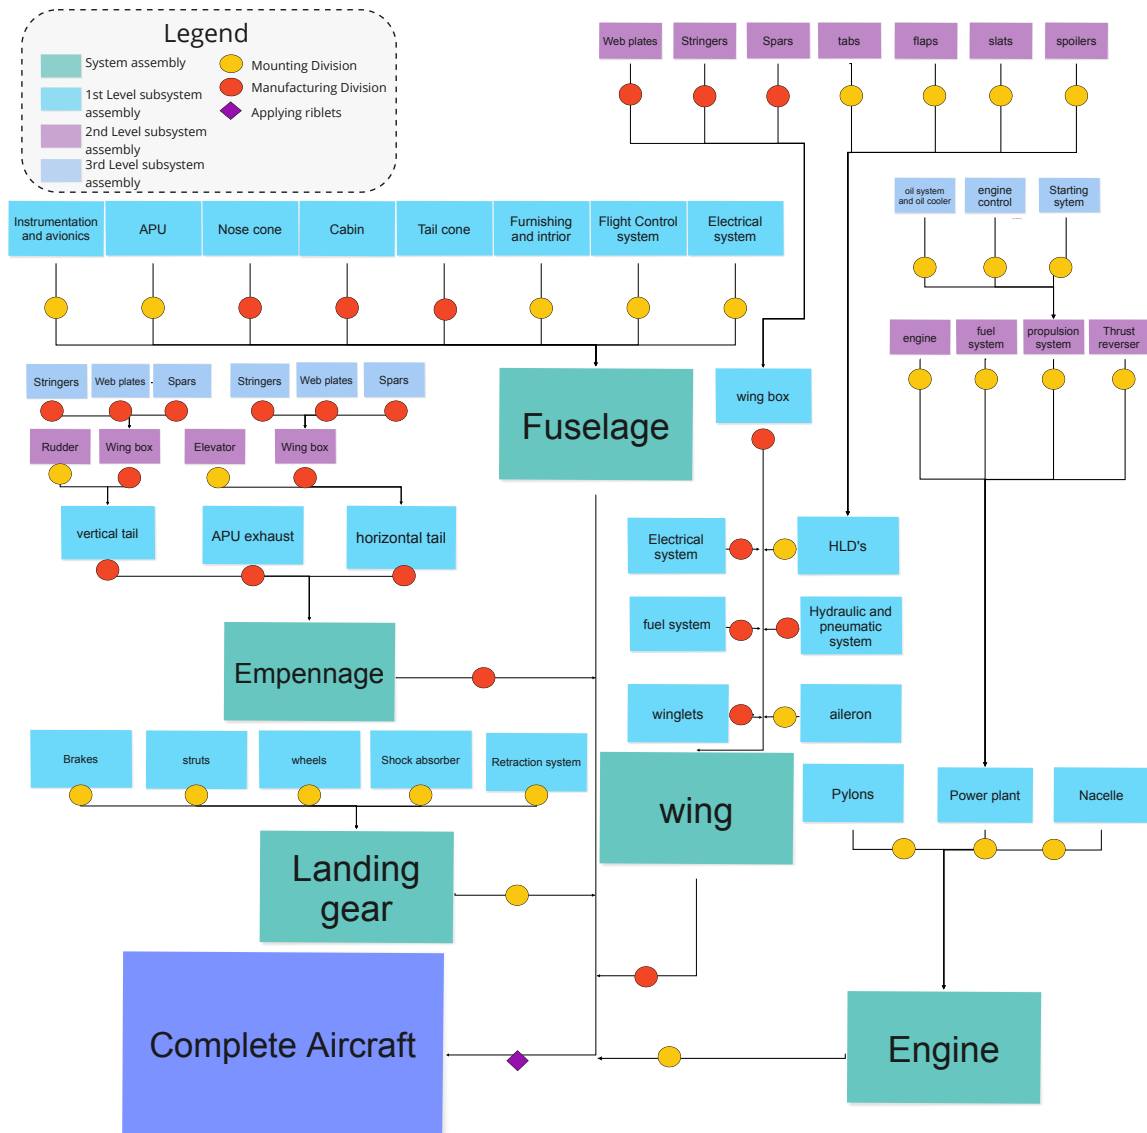 Legend
System assembly
1st Level subsystem
assembly
2nd Level subsystem
assembly
3rd Level subsystem
assembly
Mounting Division
Manufacturing Division
Applying riblets
Web plates
Stringers
Spars
tabs
flaps
slats
spoilers
oil system
and oil cooler
engine
control
Starting
sytem
Instrumentation
and avionics
APU
Nose cone
Cabin
Tail cone
Furnishing
and intrior
Flight Control
system
Electrical
system
engine
fuel
system
propulsion
system
Thrust
reverser
Stringers
Web plates
Spars
Stringers
Web plates
Spars
Fuselage
wing box
Rudder
Wing box
Elevator
Wing box
vertical tail
APU exhaust
horizontal tail
Electrical
system
HLD's
fuel system
Hydraulic and
pneumatic
system
Empennage
winglets
aileron
Brakes
struts
wheels
Shock absorber
Retraction system
wing
Pylons
Power plant
Nacelle
Landing
gear
Complete Aircraft
Engine